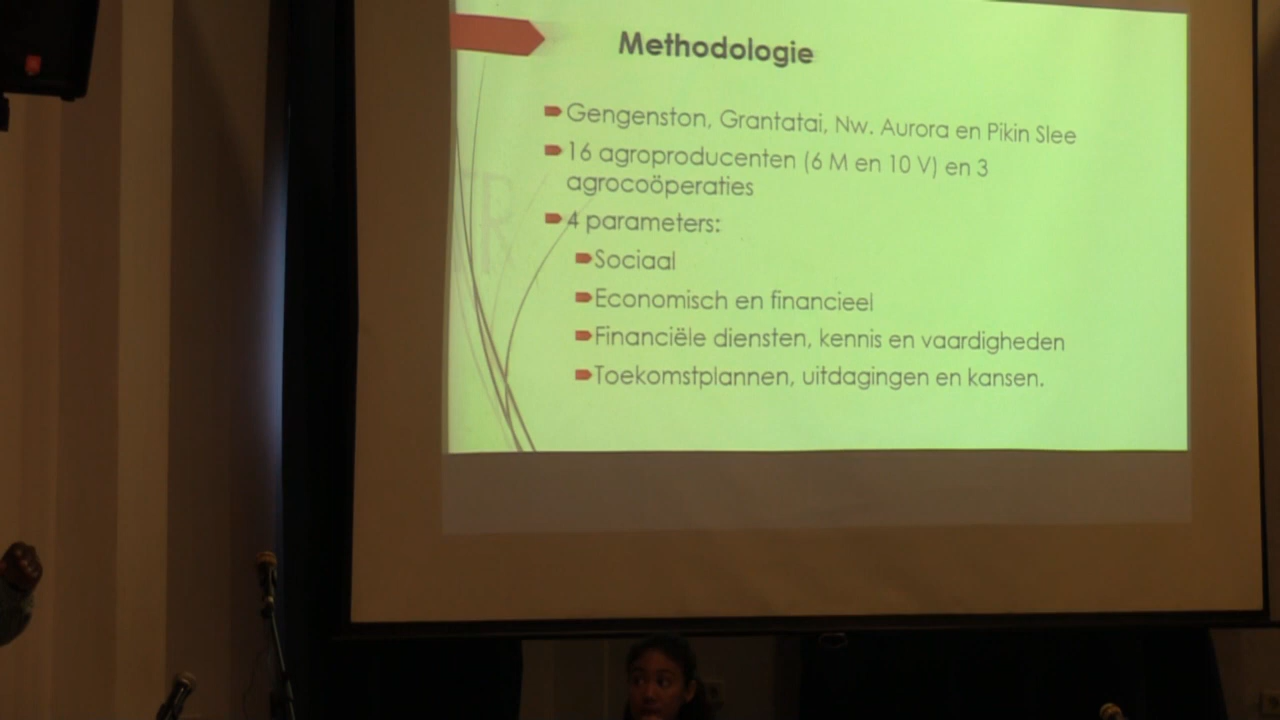 Methodologie
Gengenston, Grantatai, Nw. Aurora en Pikin Slee
16 agroproducenten (6 M en 10 V) en 3
agrocoöperaties
4 parameters:
Sociaal
Economisch en financieel
Financiële diensten, kennis en vaardigheden
Toekomstplannen, uitdagingen en kansen.